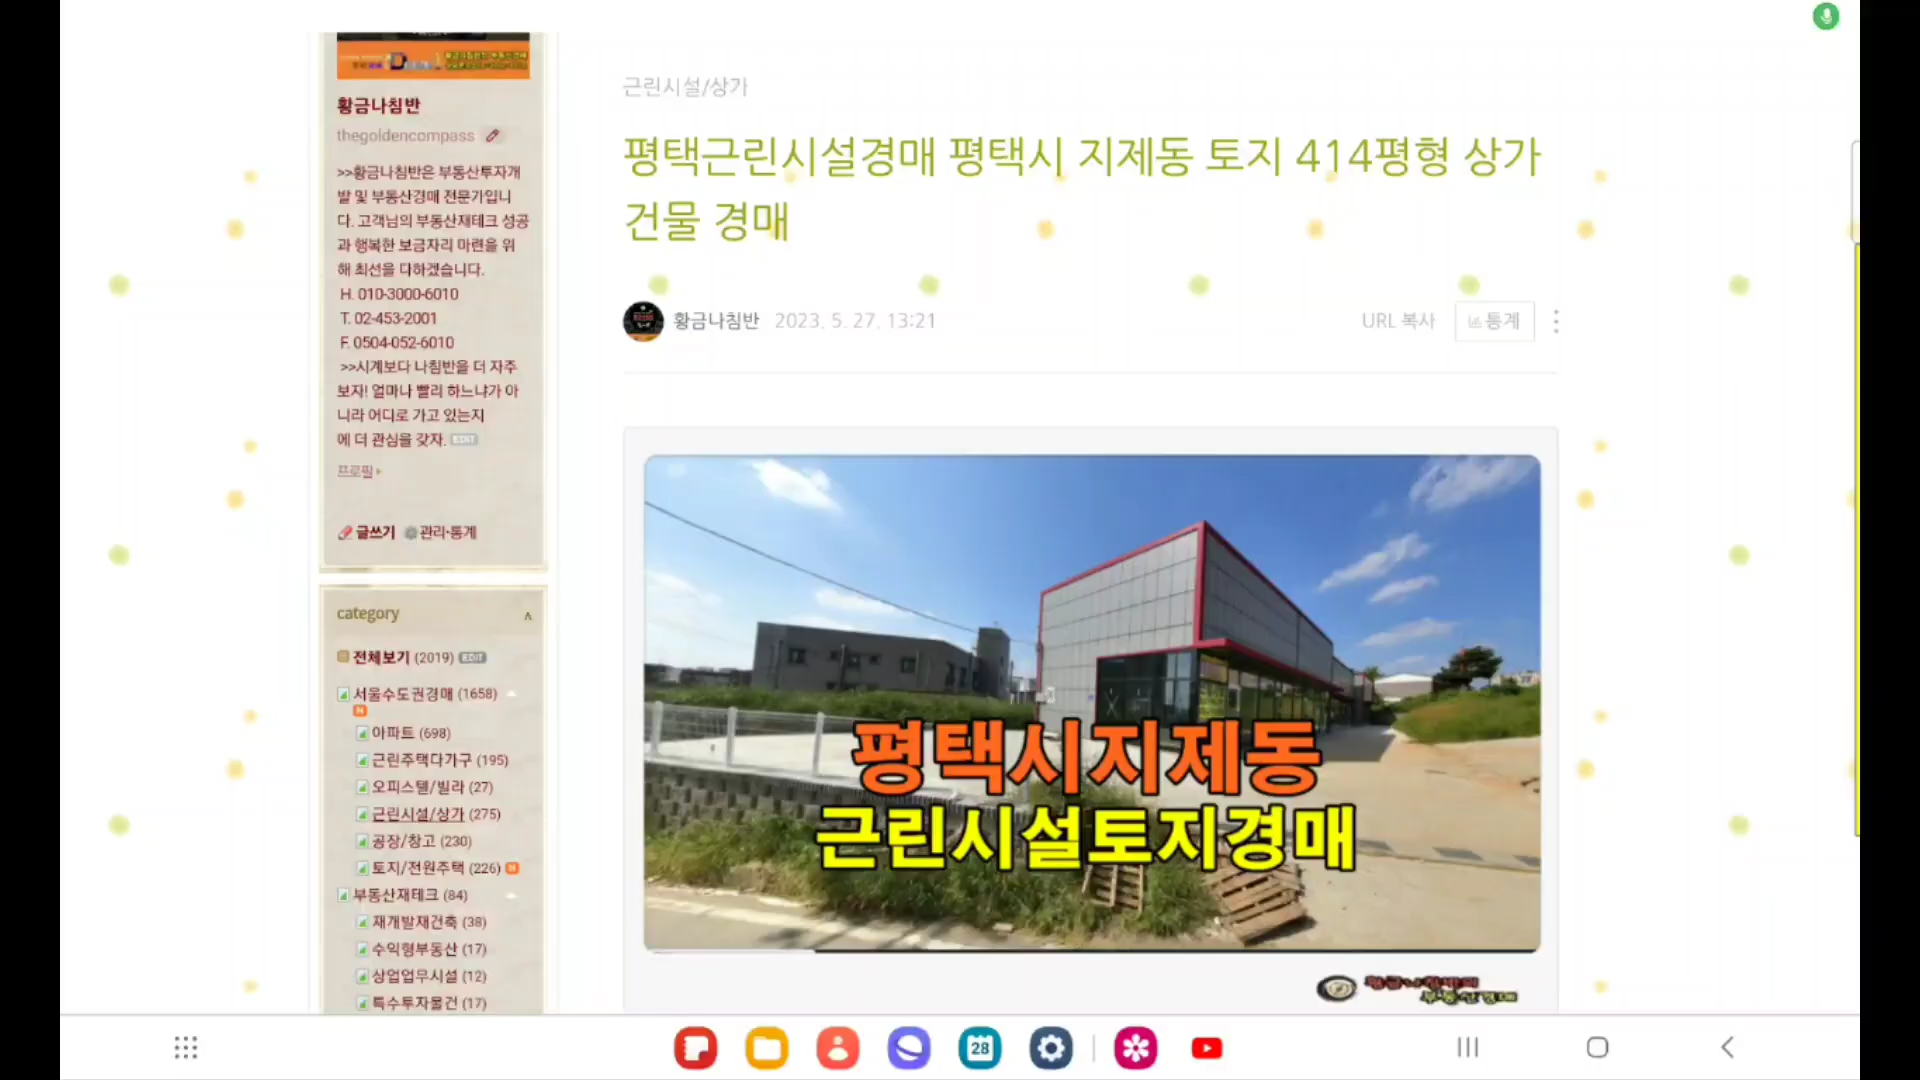 황금나침반
thegoldencompass
>>황금나침반은 부동산투자개
발 및 부동산경매 전문가입니
다. 고객님의 부동산재테크 성공
과 행복한 보금자리 마련을 위
해 최선을 다하겠습니다.
H. 010-3000-6010
T. 02-453-2001
F. 0504-052-6010
>>시계보다 나침반을 더 자주
보자! 얼마나 빨리 하느냐가 아
니라 어디로 가고 있는지
에 더 관심을 갖자. EDIT
프로필
글쓰기 관리·통계
category
전체보기 (2019) EDIT
서울수도권경매 (1658)
N
아파트 (698)
근린주택다가구 (195)
오피스텔/빌라 (27)
근린시설/상가 (275)
공장/창고 (230)
토지/전원주택 (226) N
부동산재테크 (84)
재개발재건축 (38)
수익형부동산 (17)
상업업무시설 (12)
특수투자물건 (17)
근린시설/상가
평택근린시설경매 평택시 지제동 토지 414평형 상가
건물 경매
황금나침반 2023. 5. 27. 13:21
URL 복사 통계
평택시지제동
근린시설토지경매
28